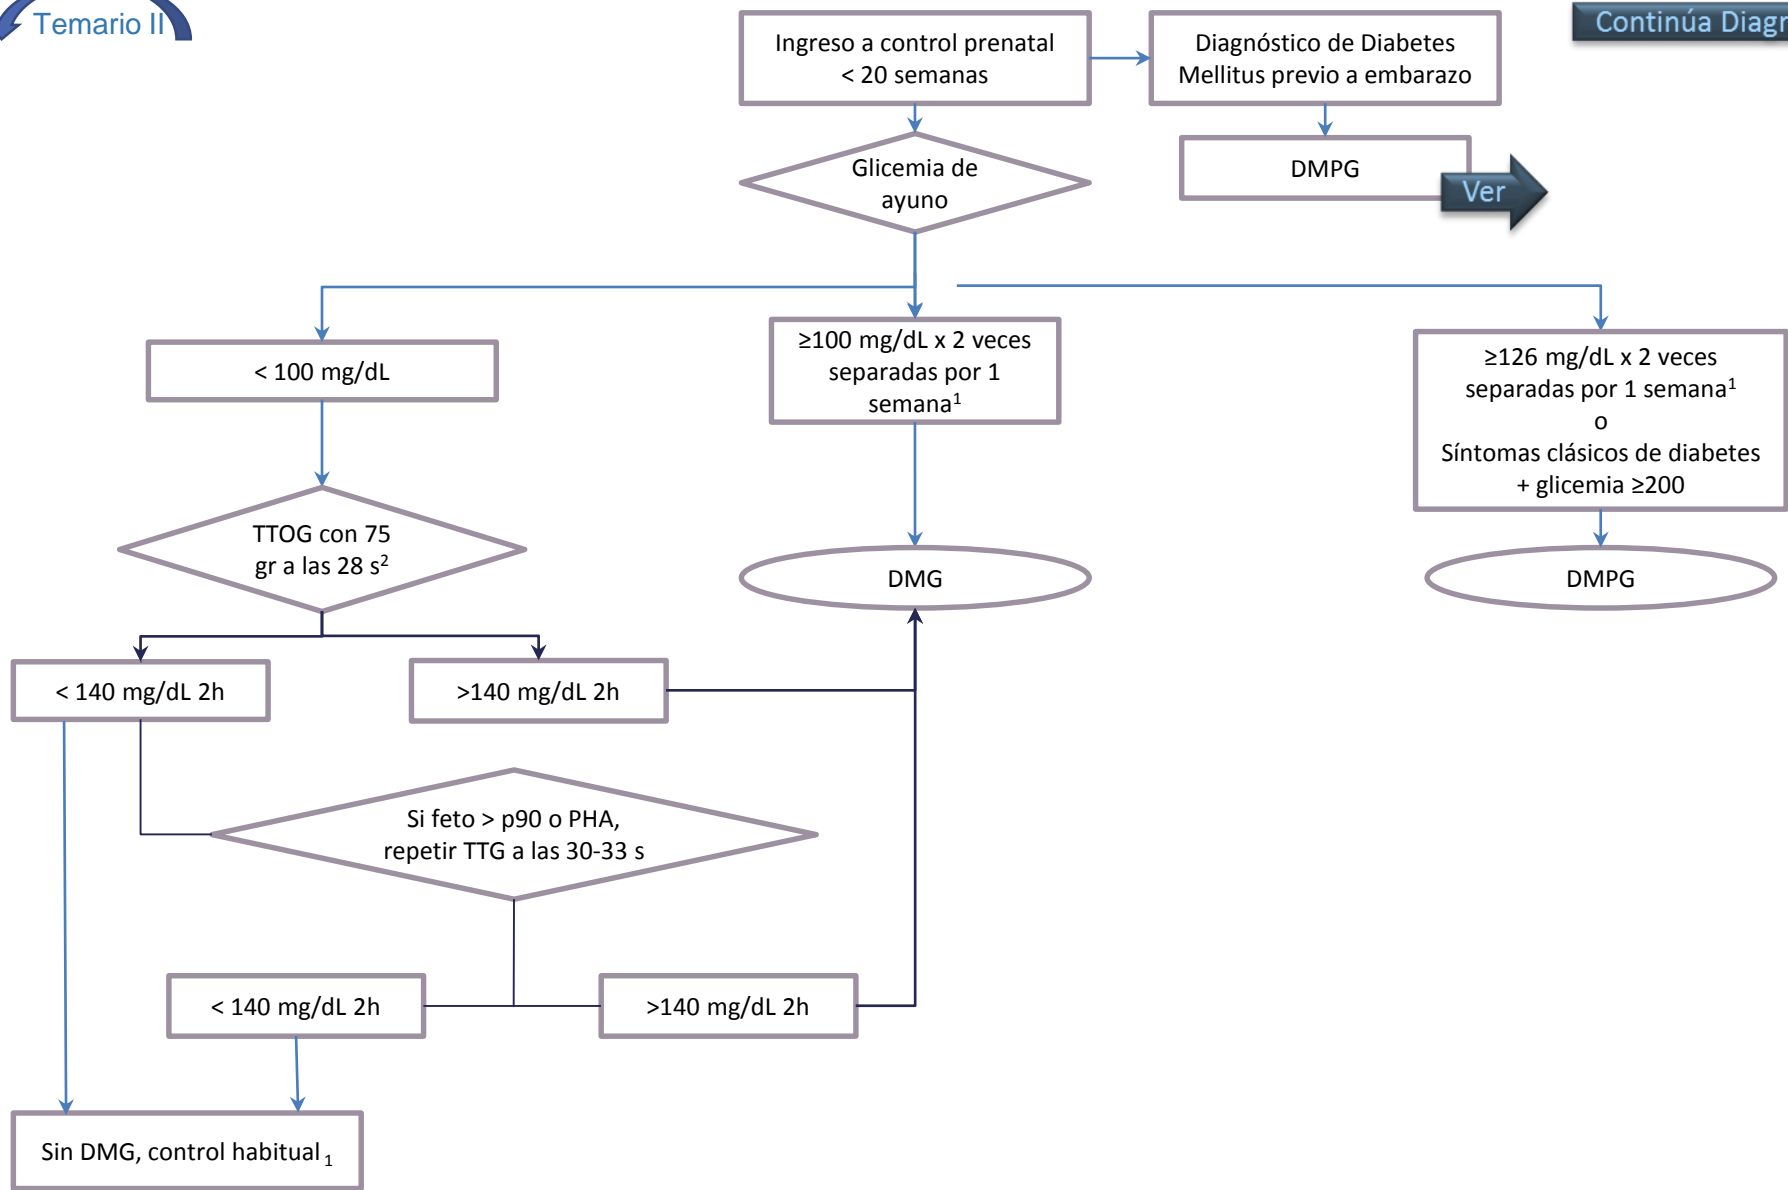 Temario II
Continúa Diagr
Ingreso a control prenatal
< 20 semanas
Diagnóstico de Diabetes
Mellitus previo a embarazo
Glicemia de
ayuno
DMPG
Ver
< 100 mg/dL
≥100 mg/dL x 2 veces
separadas por 1
semana¹
≥126 mg/dL x 2 veces
separadas por 1 semana¹
o
Síntomas clásicos de diabetes
+ glicemia ≥200
TTOG con 75
gr a las 28 s²
DMG
DMPG
< 140 mg/dL 2h
>140 mg/dL 2h
Si feto > p90 o PHA,
repetir TTG a las 30-33 s
< 140 mg/dL 2h
>140 mg/dL 2h
Sin DMG, control habitual ₁